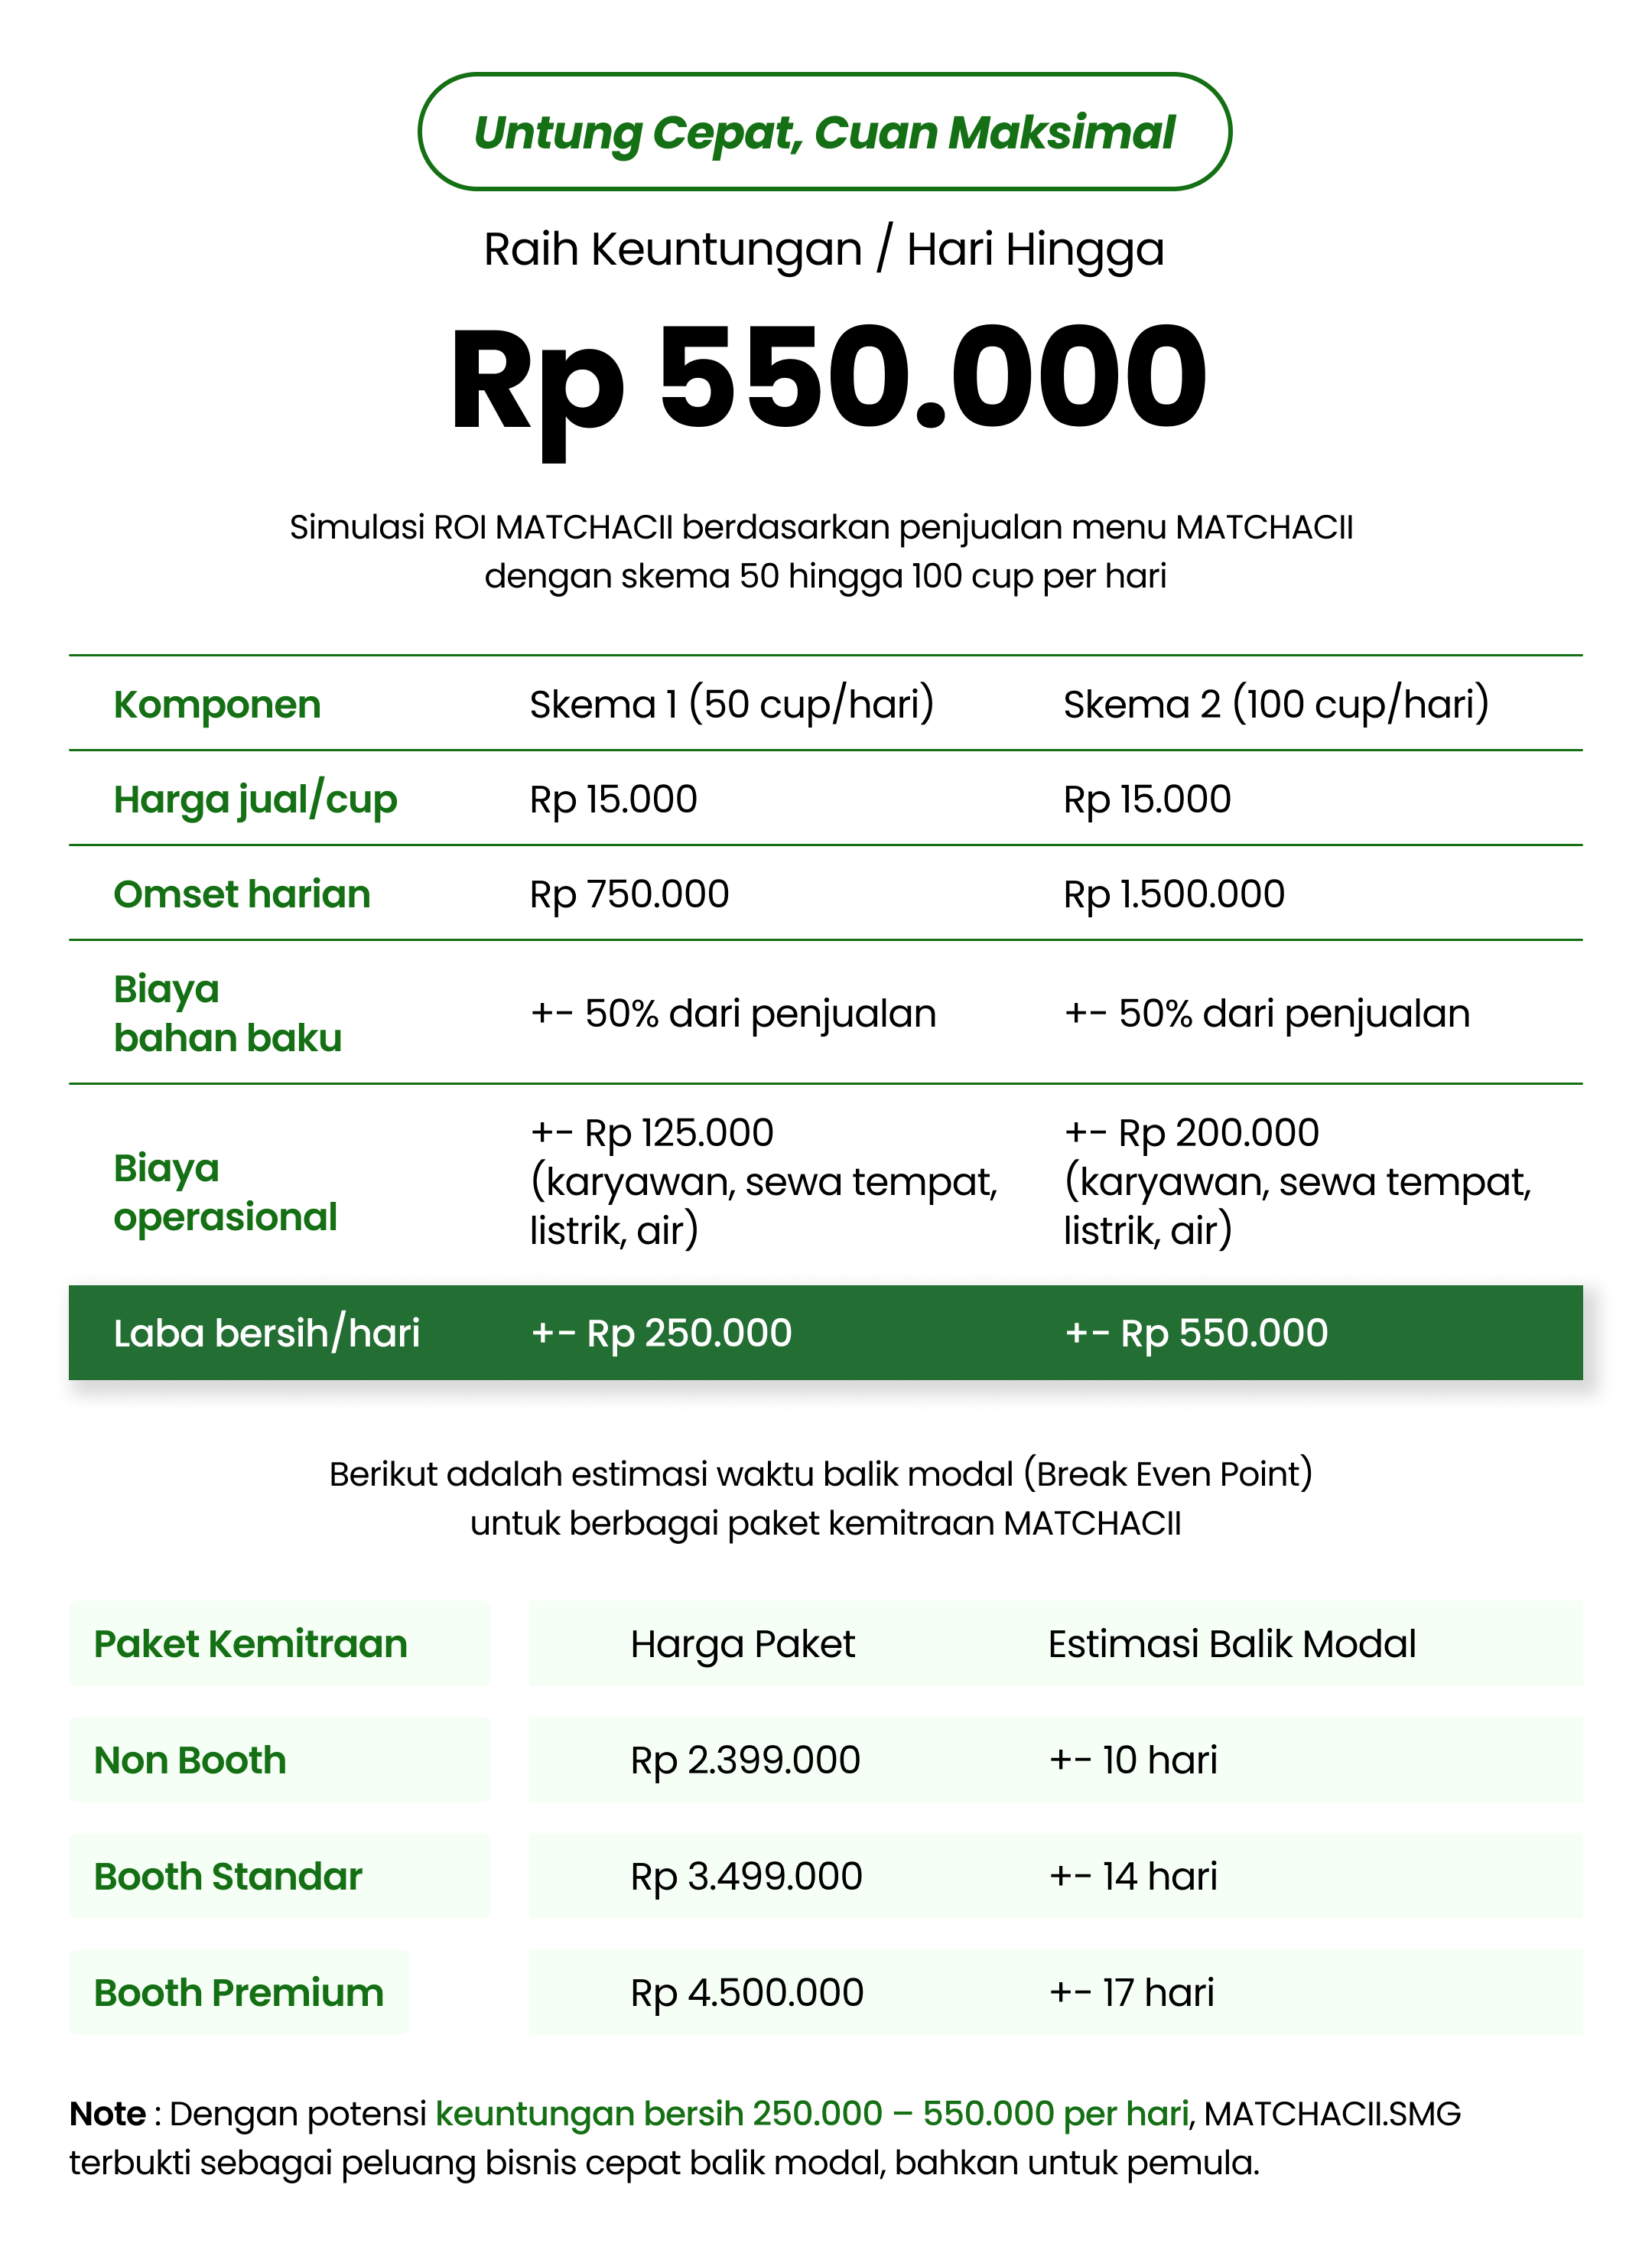 Untung Cepat, Cuan Maksimal
Raih Keuntungan / Hari Hingga
Rp 550.000
Simulasi ROI MATCHACII berdasarkan penjualan menu MATCHACII
dengan skema 50 hingga 100 cup per hari
Komponen Skema 1 (50 cup/hari) Skema 2 (100 cup/hari)
Harga jual/cup Rp 15.000 Rp 15.000
Omset harian Rp 750.000 Rp 1.500.000
Biaya
bahan baku
+- 50% dari penjualan +- 50% dari penjualan
Biaya
operasional
+- Rp 125.000
(karyawan, sewa tempat,
listrik, air)
+- Rp 200.000
(karyawan, sewa tempat,
listrik, air)
Laba bersih/hari +- Rp 250.000 +- Rp 550.000
Berikut adalah estimasi waktu balik modal (Break Even Point)
untuk berbagai paket kemitraan MATCHACII
Paket Kemitraan Harga Paket Estimasi Balik Modal
Non Booth Rp 2.399.000 +- 10 hari
Booth Standar Rp 3.499.000 +- 14 hari
Booth Premium Rp 4.500.000 +- 17 hari
Note : Dengan potensi keuntungan bersih 250.000 – 550.000 per hari, MATCHACII.SMG
terbukti sebagai peluang bisnis cepat balik modal, bahkan untuk pemula.